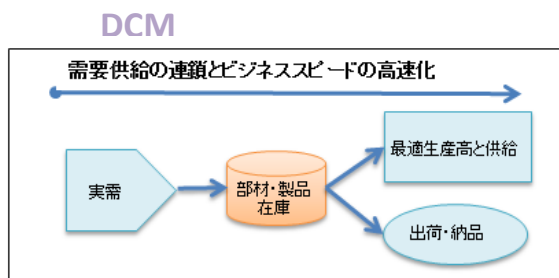 DCM
需要供給の連鎖とビジネススピードの高速化
実需
部材・製品
在庫
最適生産高と供給
出荷・納品